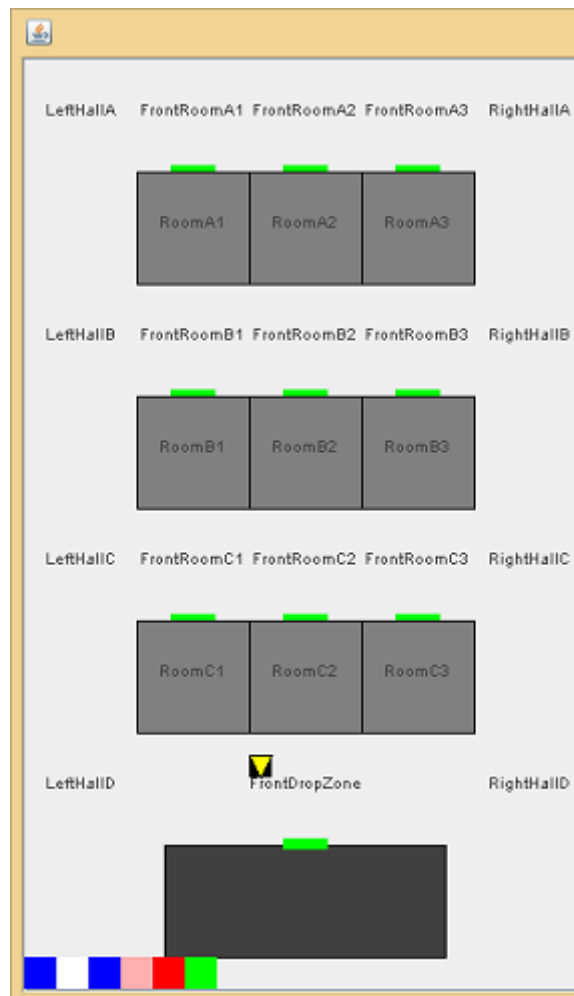 LeftHallA FrontRoomA1 FrontRoomA2 FrontRoomA3 RightHallA
RoomA1 RoomA2 RoomA3
LeftHallB FrontRoomB1 FrontRoomB2 FrontRoomB3 RightHallB
RoomB1 RoomB2 RoomB3
LeftHallC FrontRoomC1 FrontRoomC2 FrontRoomC3 RightHallC
RoomC1 RoomC2 RoomC3
LeftHallD FrontDropZone RightHallD